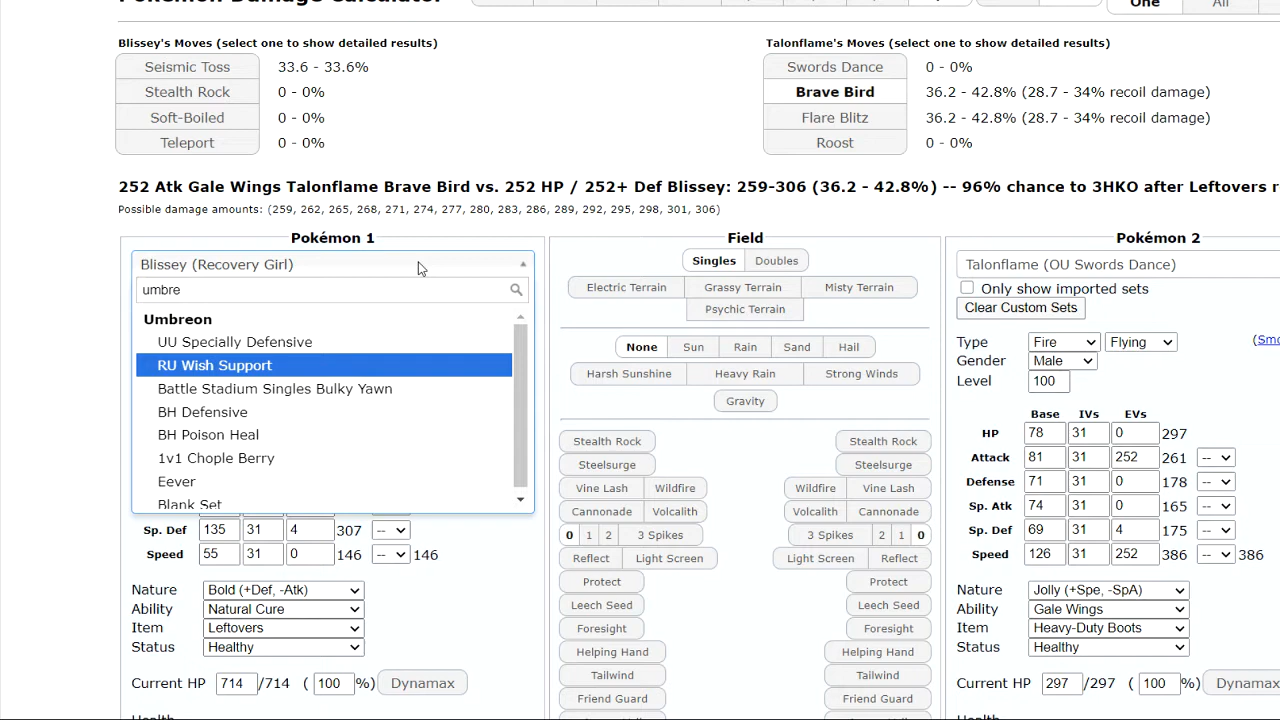 Pokémon Damage Calculator
One All
Blissey's Moves (select one to show detailed results)
Talonflame's Moves (select one to show detailed results)
Seismic Toss 33.6 - 33.6%
Swords Dance 0 - 0%
Stealth Rock 0 - 0%
Brave Bird 36.2 - 42.8% (28.7 - 34% recoil damage)
Soft-Boiled 0 - 0%
Flare Blitz 36.2 - 42.8% (28.7 - 34% recoil damage)
Teleport 0 - 0%
Roost 0 - 0%
252 Atk Gale Wings Talonflame Brave Bird vs. 252 HP / 252+ Def Blissey: 259-306 (36.2 - 42.8%) -- 96% chance to 3HKO after Leftovers r
Possible damage amounts: (259, 262, 265, 268, 271, 274, 277, 280, 283, 286, 289, 292, 295, 298, 301, 306)
Pokémon 1
Blissey (Recovery Girl)
umbre
Umbreon
UU Specially Defensive
RU Wish Support
Battle Stadium Singles Bulky Yawn
BH Defensive
BH Poison Heal
1v1 Chople Berry
Eever
Blank Set
Sp. Def 135 31 4 307 --
Speed 55 31 0 146 -- 146
Nature Bold (+Def, -Atk)
Ability Natural Cure
Item Leftovers
Status Healthy
Current HP 714 /714 ( 100 %) Dynamax
Field
Singles Doubles
Electric Terrain Grassy Terrain Misty Terrain
Psychic Terrain
None Sun Rain Sand Hail
Harsh Sunshine Heavy Rain Strong Winds
Gravity
Stealth Rock Stealth Rock
Steelsurge Steelsurge
Vine Lash Wildfire Wildfire Vine Lash
Cannonade Volcalith Volcalith Cannonade
0 1 2 3 Spikes 3 Spikes 2 1 0
Reflect Light Screen Light Screen Reflect
Protect Protect
Leech Seed Leech Seed
Foresight Foresight
Helping Hand Helping Hand
Tailwind Tailwind
Friend Guard Friend Guard
Pokémon 2
Talonflame (OU Swords Dance)
Only show imported sets
Clear Custom Sets
Type Fire Flying
Gender Male
Level 100
Base IVs EVs
HP 78 31 0 297
Attack 81 31 252 261 --
Defense 71 31 0 178 --
Sp. Atk 74 31 0 165 --
Sp. Def 69 31 4 175 --
Speed 126 31 252 386 -- 386
Nature Jolly (+Spe, -SpA)
Ability Gale Wings
Item Heavy-Duty Boots
Status Healthy
Current HP 297 /297 ( 100 %) Dynamax